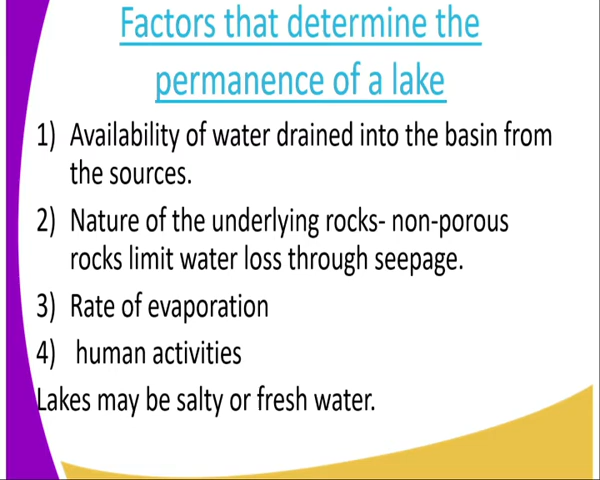 Factors that determine the
permanence of a lake
1) Availability of water drained into the basin from
the sources.
2) Nature of the underlying rocks- non-porous
rocks limit water loss through seepage.
3) Rate of evaporation
4) human activities
Lakes may be salty or fresh water.